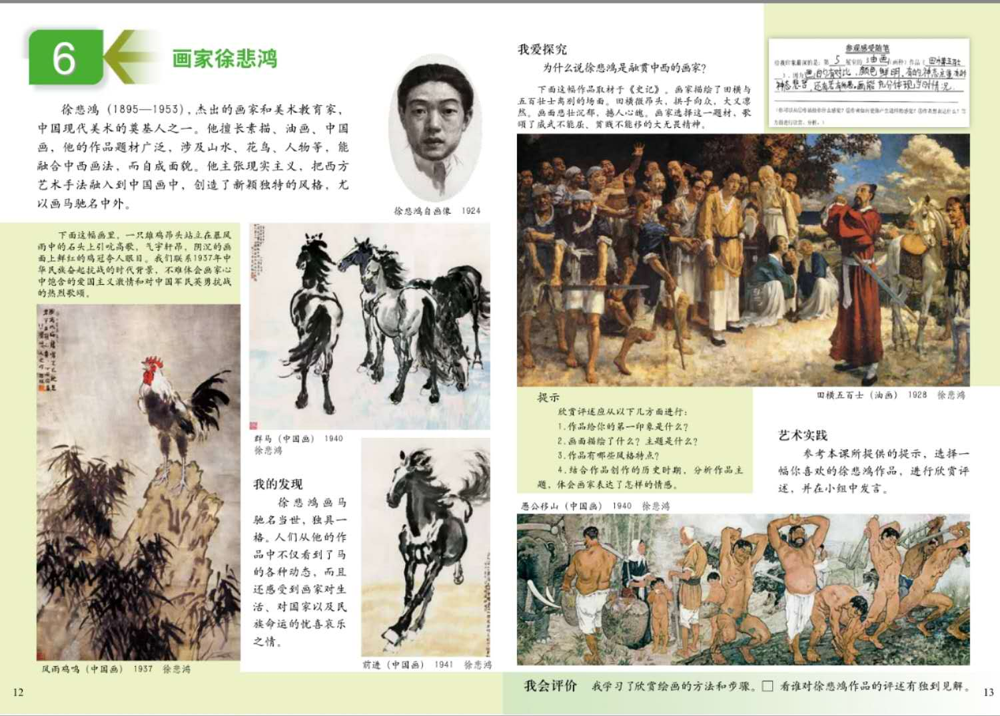 6
画家徐悲鸿
徐悲鸿（1895—1953），杰出的画家和美术教育家，
中国现代美术的奠基人之一。他擅长素描、油画、中国
画，他的作品题材广泛，涉及山水、花鸟、人物等，能
融合中西画法，而自成面貌。他主张现实主义，把西方
艺术手法融入到中国画中，创造了新颖独特的风格，尤
以画马驰名中外。
徐悲鸿自画像 1924
下面这幅画里，一只雄鸡昂头站立在暴风
雨中的石头上引吭高歌，气宇轩昂，阴沉的画
面上鲜红的鸡冠夺人眼目。我们联系1937年中
华民族奋起抗战的时代背景，不难体会画家心
中饱含的爱国主义激情和对中国军民英勇抗战
的热烈歌颂。
风雨鸡鸣（中国画） 1937 徐悲鸿
群马（中国画） 1940
徐悲鸿
我的发现
徐悲鸿画马
驰名当世，独具一
格。人们从他的作
品中不仅看到了马
的各种动态，而且
还感受到画家对生
活、对国家以及民
族命运的忧喜哀乐
之情。
前进（中国画） 1941 徐悲鸿
12
我爱探究
为什么说徐悲鸿是融贯中西的画家？
下面这幅作品取材于《史记》。画家描绘了田横与
五百壮士离别的场面。田横微昂头，拱手向众，大义凛
然。画面悲壮沉郁，撼人心魄。画家选择这一题材，歌
颂了威武不能屈、贫贱不能移的大无畏精神。
参观感受随笔
给我印象最深的是：第 5 展室的（油画）（画种）作品（田横五百士
），因为画的有对比，颜色鲜明，有的神态
神态悲苦，还有若有所思。画能充分体现当时情况。
田横五百士（油画） 1928 徐悲鸿
提示
欣赏评述应从以下几方面进行：
1.作品给你的第一印象是什么？
2.画面描绘了什么？主题是什么？
3.作品有哪些风格特点？
4.结合作品创作的历史时期，分析作品主
题，体会画家表达了怎样的情感。
艺术实践
参考本课所提供的提示，选择一
幅你喜欢的徐悲鸿作品，进行欣赏评
述，并在小组中发言。
愚公移山（中国画） 1940 徐悲鸿
我会评价 我学习了欣赏绘画的方法和步骤。□ 看谁对徐悲鸿作品的评述有独到见解。
13